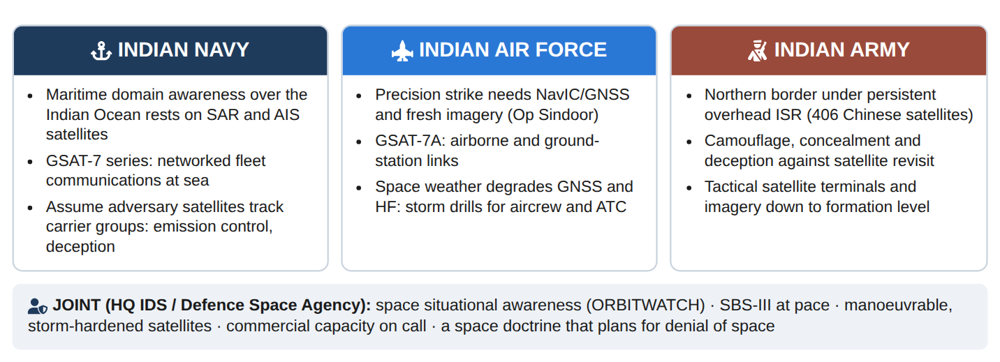 INDIAN NAVY
• Maritime domain awareness over the
Indian Ocean rests on SAR and AIS
satellites
• GSAT-7 series: networked fleet
communications at sea
• Assume adversary satellites track
carrier groups: emission control,
deception
INDIAN AIR FORCE
• Precision strike needs NavIC/GNSS
and fresh imagery (Op Sindoor)
• GSAT-7A: airborne and ground-
station links
• Space weather degrades GNSS and
HF: storm drills for aircrew and ATC
INDIAN ARMY
• Northern border under persistent
overhead ISR (406 Chinese satellites)
• Camouflage, concealment and
deception against satellite revisit
• Tactical satellite terminals and
imagery down to formation level
JOINT (HQ IDS / Defence Space Agency): space situational awareness (ORBITWATCH) · SBS-III at pace · manoeuvrable,
storm-hardened satellites · commercial capacity on call · a space doctrine that plans for denial of space